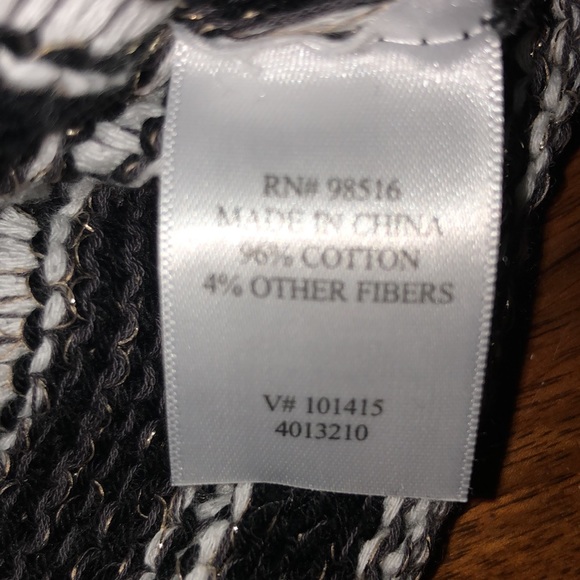 RN# 98516
MADE IN CHINA
96% COTTON
4% OTHER FIBERS
V# 101415
4013210